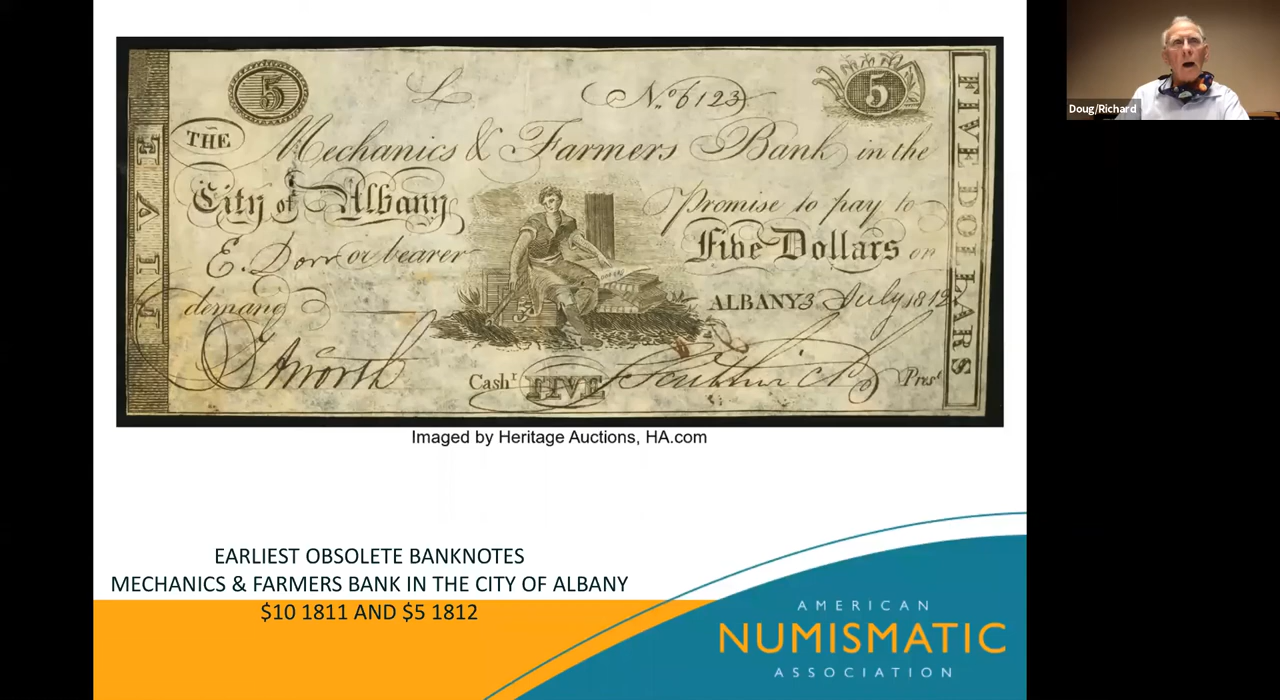 5
No 6123
5
THE Mechanics & Farmers Bank in the
City of Albany Promise to pay to
E. Dorr or bearer Five Dollars on
demand ALBANY 3 July 1812
Cashr FIVE Prest
FIVE
FIVE DOLLARS
Imaged by Heritage Auctions, HA.com
EARLIEST OBSOLETE BANKNOTES
MECHANICS & FARMERS BANK IN THE CITY OF ALBANY
$10 1811 AND $5 1812
AMERICAN
NUMISMATIC
ASSOCIATION
Doug/Richard